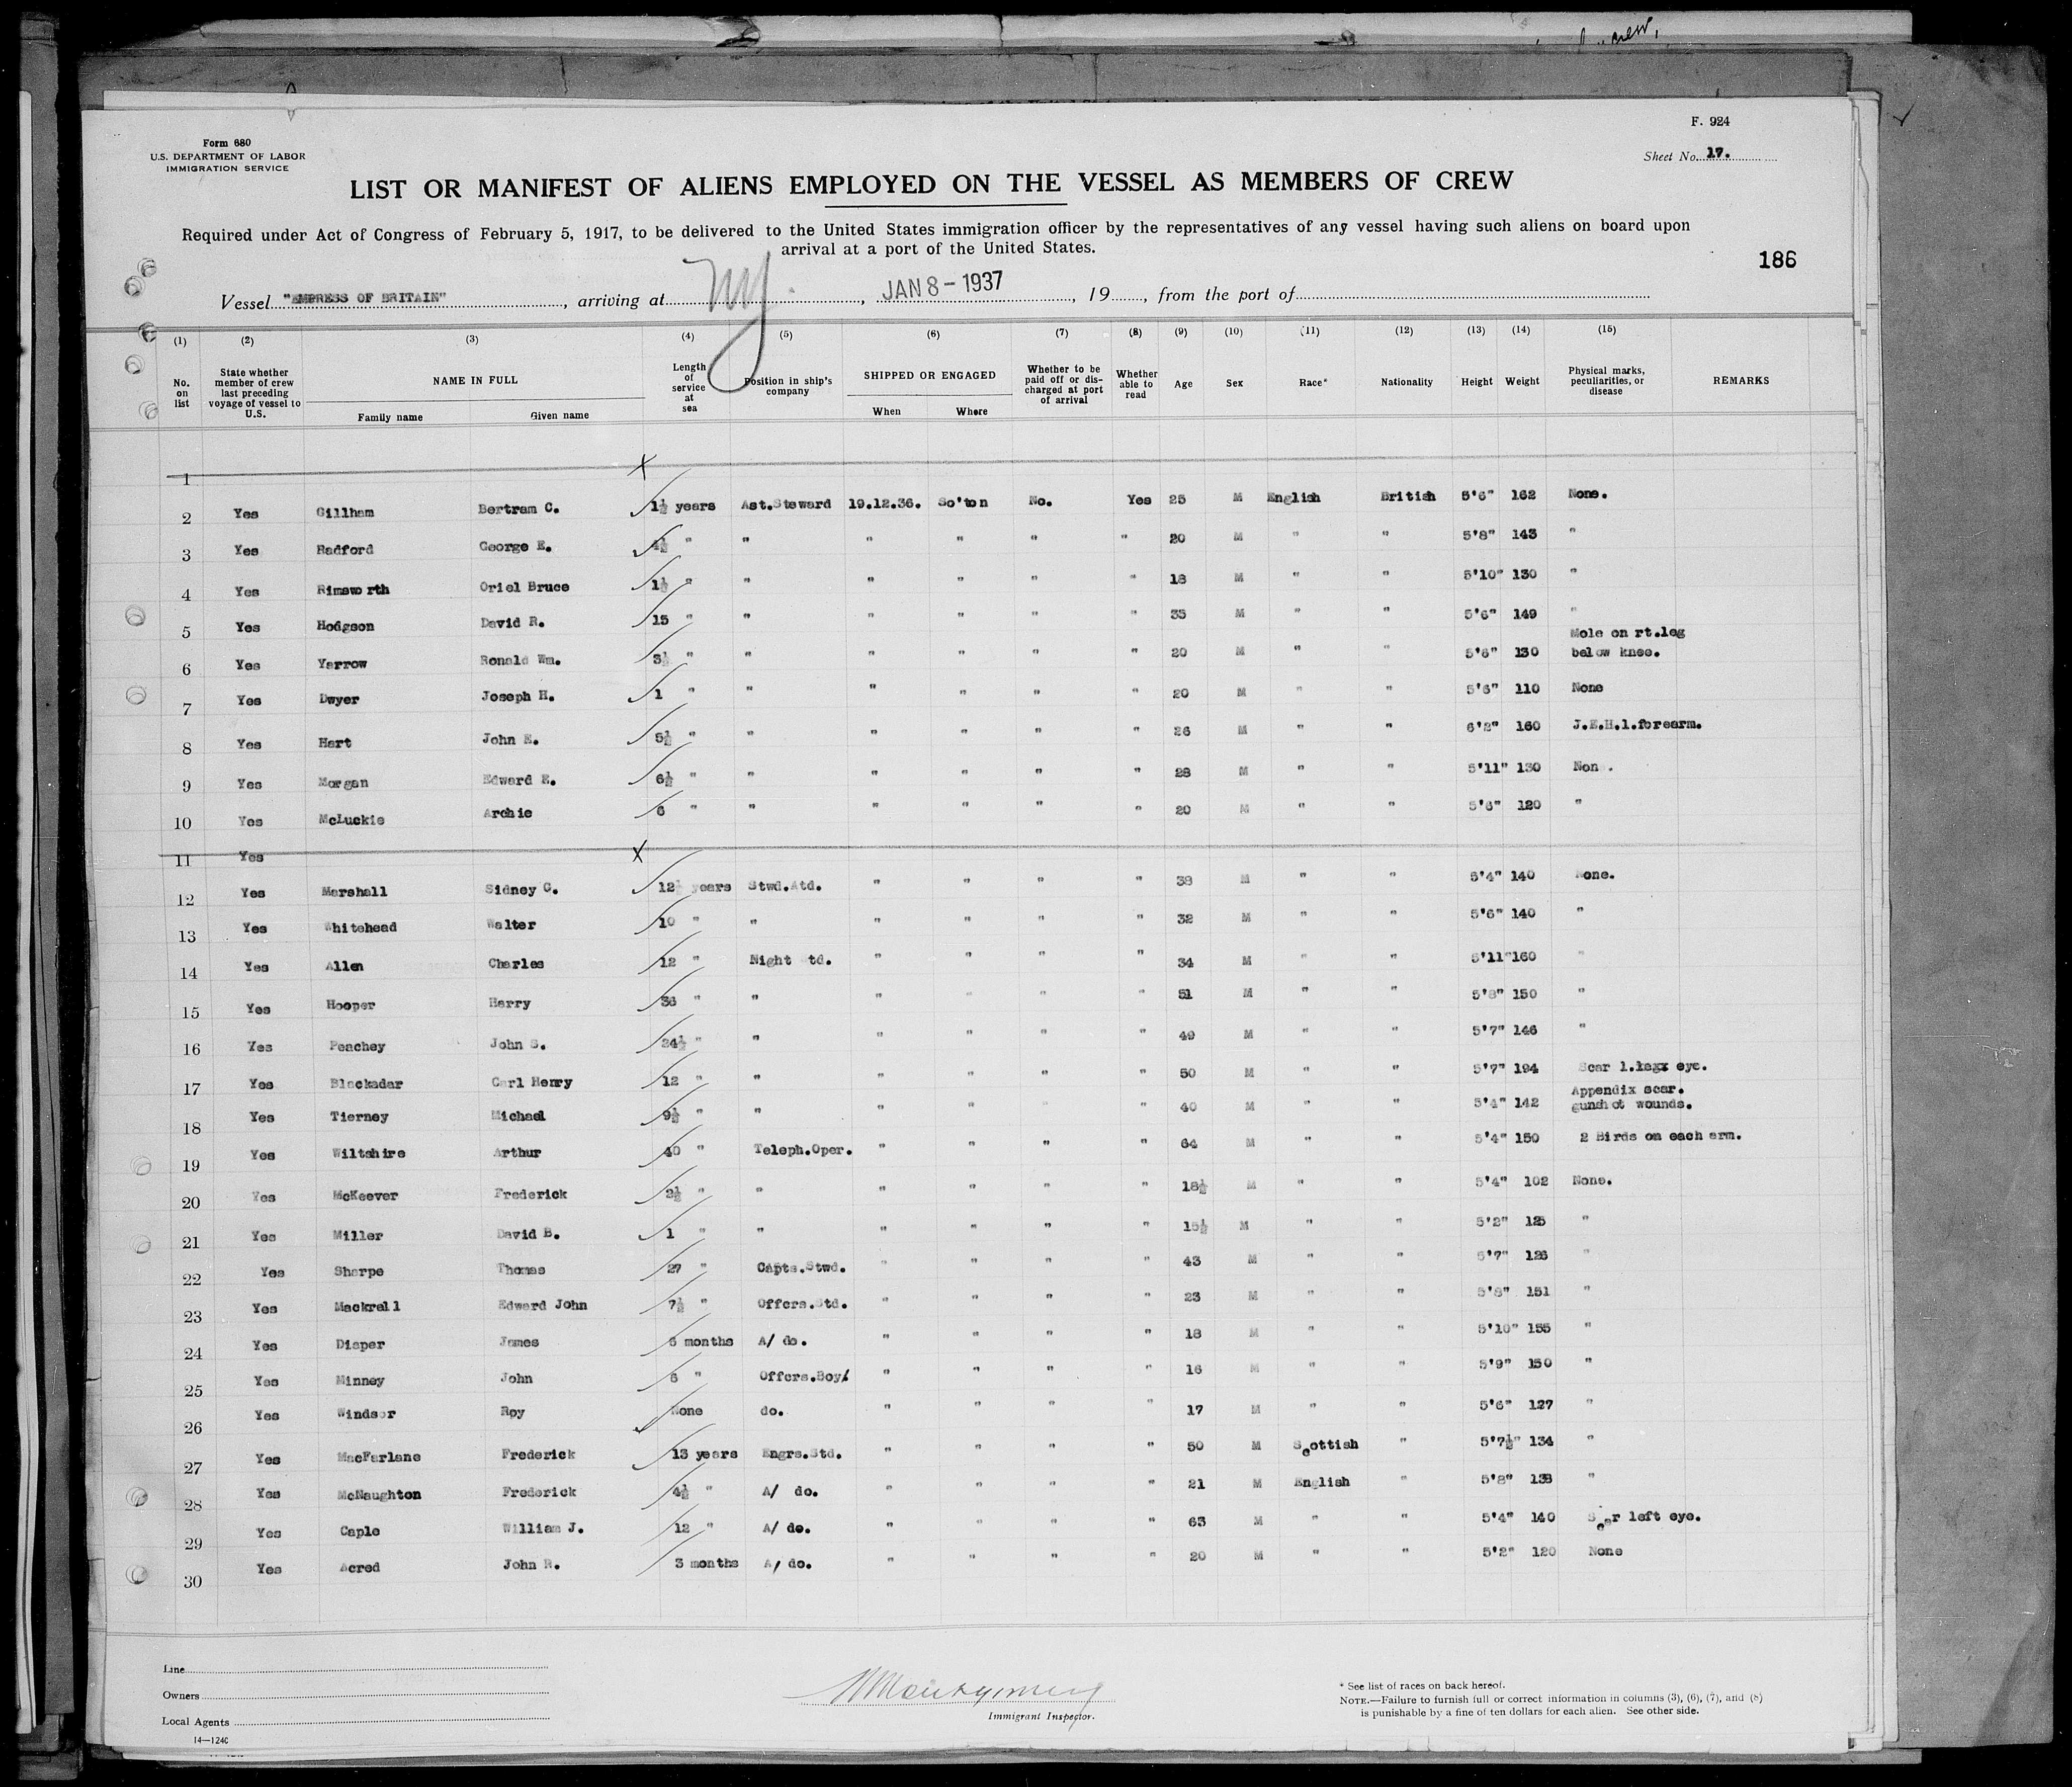 crew,
F. 924
Form 680
U.S. DEPARTMENT OF LABOR
IMMIGRATION SERVICE
Sheet No. 17.
LIST OR MANIFEST OF ALIENS EMPLOYED ON THE VESSEL AS MEMBERS OF CREW
Required under Act of Congress of February 5, 1917, to be delivered to the United States immigration officer by the representatives of any vessel having such aliens on board upon
arrival at a port of the United States.
186
Vessel "EMPRESS OF BRITAIN", arriving at NY., JAN 8 - 1937, 19, from the port of
(1) (2) (3) (4) (5) (6) (7) (8) (9) (10) (11) (12) (13) (14) (15)
No. on list State whether member of crew last preceding voyage of vessel to U.S. NAME IN FULL Family name Given name Length of service at sea Position in ship's company SHIPPED OR ENGAGED When Where Whether to be paid off or discharged at port of arrival Whether able to read Age Sex Race* Nationality Height Weight Physical marks, peculiarities, or disease REMARKS
1 X
2 Yes Gillham Bertram C. 1½ years Ast.Steward 19.12.36. So'ton No. Yes 25 M English British 5'6" 162 None.
3 Yes Radford George E. 4½ " " " " " " 20 M " " 5'8" 143 "
4 Yes Rimsworth Oriel Bruce 1½ " " " " " " 18 M " " 5'10" 130 "
5 Yes Hodgson David R. 15 " " " " " " 35 M " " 5'6" 149 "
6 Yes Yarrow Ronald Wm. 3½ " " " " " " 20 M " " 5'6" 130 Mole on rt.leg below knee.
7 Yes Dwyer Joseph H. 1 " " " " " " 20 M " " 5'6" 110 None
8 Yes Hart John E. 5½ " " " " " " 26 M " " 6'2" 160 J.E.H.l.forearm.
9 Yes Morgan Edward E. 6½ " " " " " " 28 M " " 5'11" 130 Non .
10 Yes McLuckie Archie 6 " " " " " " 20 M " " 5'6" 120 "
11 Yes X
12 Yes Marshall Sidney C. 12½ years Stwd.Atd. " " " " 38 M " " 5'4" 140 one.
13 Yes Whitehead Walter 10 " " " " " " 32 M " " 5'6" 140 "
14 Yes Allen Charles 12 " Night td. " " " " 34 M " " 5'11" 160 "
15 Yes Hooper Harry 36 " " " " " " 51 M " " 5'8" 150 "
16 Yes Peachey John S. 24½ " " " " " " 49 M " " 5'7" 146 "
17 Yes Blackadar Carl Henry 12 " " " " " " 50 M " " 5'7" 194 Scar l. eye.
18 Yes Tierney Michael 9½ " " " " " " 40 M " " 5'4" 142 Appendix scar. gunshot wounds.
19 Yes Wiltshire Arthur 40 " Teleph.Oper. " " " " 64 M " " 5'4" 150 2 Birds on each arm.
20 Yes McKeever Frederick 2½ " " " " " " 18½ M " " 5'4" 102 None.
21 Yes Miller David B. 1 " " " " " " 15½ M " " 5'2" 125 "
22 Yes Sharpe Thomas 27 " Capts.Stwd. " " " " 43 M " " 5'7" 126 "
23 Yes Mackrell Edward John 7½ " Offcrs.Std. " " " " 23 M " " 5'8" 151 "
24 Yes Diaper James 6 months A/ do. " " " " 18 M " " 5'10" 155 "
25 Yes Minney John 6 " Offcrs.Boy/ " " " " 16 M " " 5'9" 150 "
26 Yes Windsor Roy None do. " " " " 17 M " " 5'6" 127 "
27 Yes MacFarlane Frederick 13 years Engrs.Std. " " " " 50 M Scottish " 5'7½" 134 "
28 Yes McNaughton Frederick 4½ " A/ do. " " " " 21 M English " 5'8" 138 "
29 Yes Caple William J. 12 " A/ do. " " " " 63 M " " 5'4" 140 Scar left eye.
30 Yes Acred John R. 3 months A/ do. " " " " 20 M " " 5'2" 120 None
Line
Owners
Local Agents
14—1240
Montgomery
Immigrant Inspector.
* See list of races on back hereof.
NOTE.—Failure to furnish full or correct information in columns (3), (6), (7), and (8)
is punishable by a fine of ten dollars for each alien. See other side.